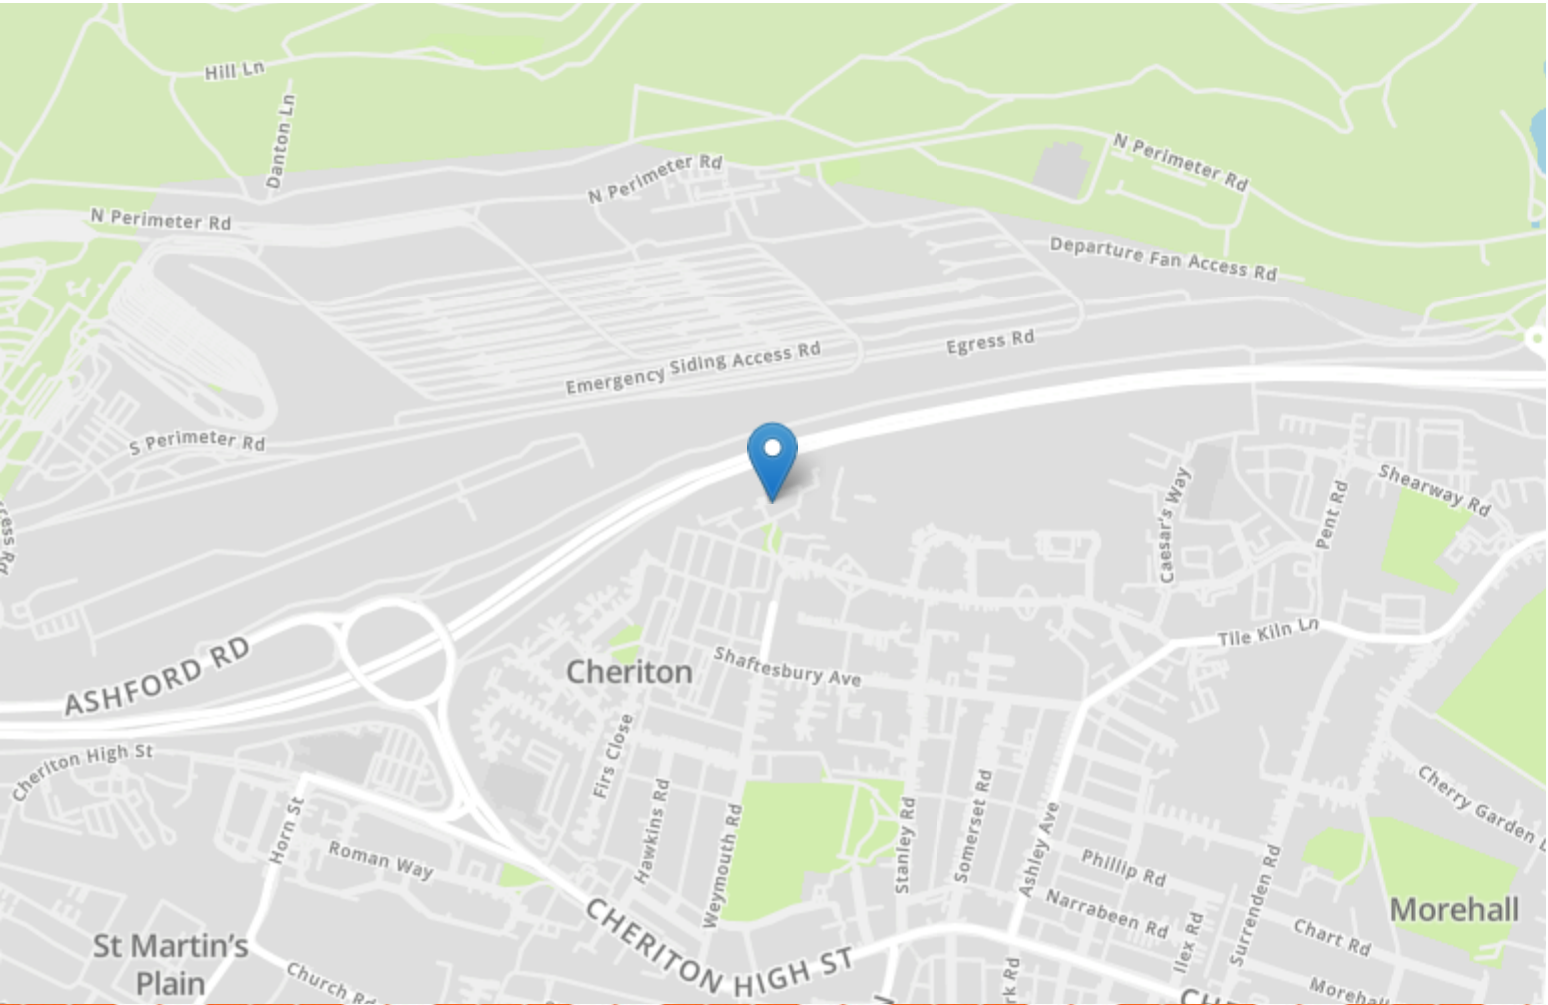 Hill Ln
Danton Ln
N Perimeter Rd
N Perimeter Rd
N Perimeter Rd
Departure Fan Access Rd
Egress Rd
Emergency Siding Access Rd
S Perimeter Rd
Shearway Rd
Caesar's Way
Pent Rd
Tile Kiln Ln
ASHFORD RD
Cheriton
Shaftesbury Ave
Cheriton High St
Firs Close
Hawkins Rd
Weymouth Rd
Stanley Rd
Somerset Rd
Ashley Ave
Cherry Garden
Horn St
Roman Way
Phillip Rd
Narrabeen Rd
Ilex Rd
Surrenden Rd
Chart Rd
Morehall
CHERITON HIGH ST
St Martin's
Plain
Church Rd